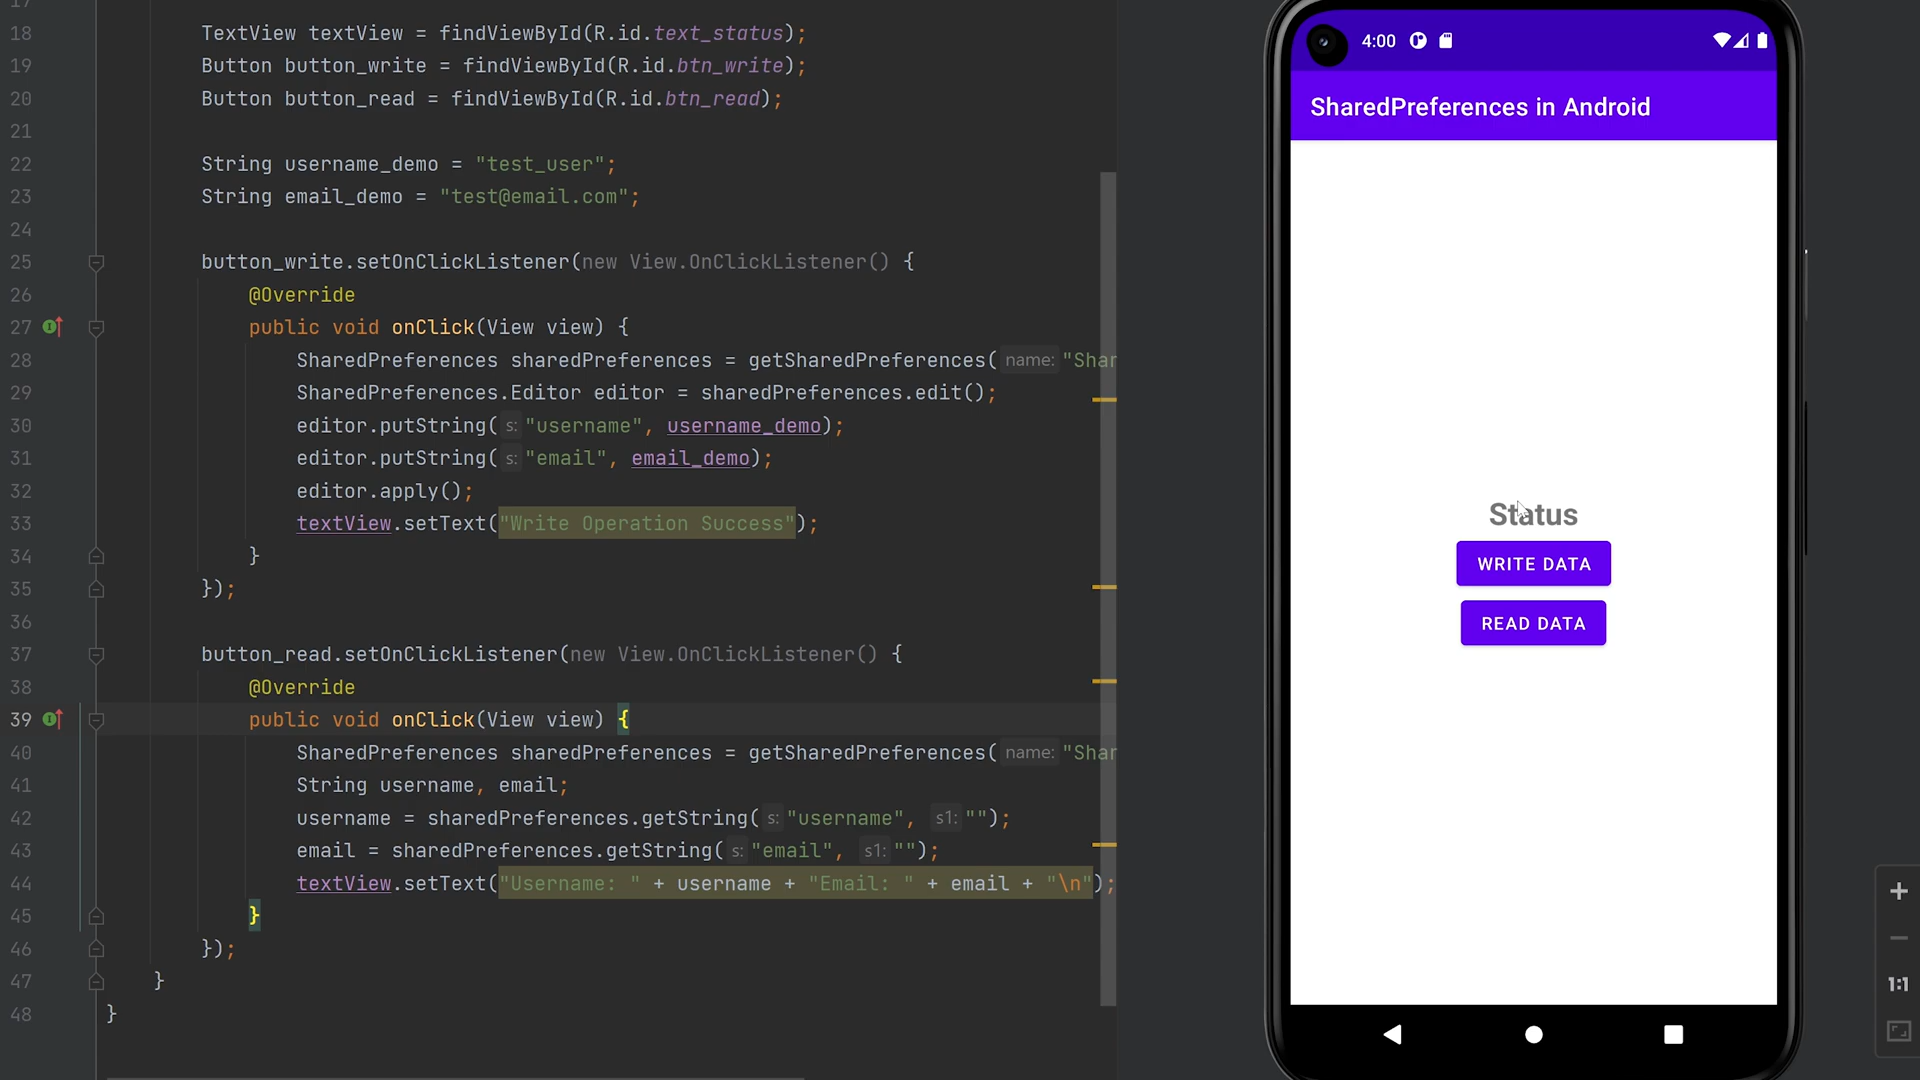 17
18 TextView textView = findViewById(R.id.text_status);
19 Button button_write = findViewById(R.id.btn_write);
20 Button button_read = findViewById(R.id.btn_read);
21
22 String username_demo = "test_user";
23 String email_demo = "test@email.com";
24
25 button_write.setOnClickListener(new View.OnClickListener() {
26 @Override
27 public void onClick(View view) {
28 SharedPreferences sharedPreferences = getSharedPreferences( name: "Shar
29 SharedPreferences.Editor editor = sharedPreferences.edit();
30 editor.putString( s: "username", username_demo);
31 editor.putString( s: "email", email_demo);
32 editor.apply();
33 textView.setText("Write Operation Success");
34 }
35 });
36
37 button_read.setOnClickListener(new View.OnClickListener() {
38 @Override
39 public void onClick(View view) {
40 SharedPreferences sharedPreferences = getSharedPreferences( name: "Shar
41 String username, email;
42 username = sharedPreferences.getString( s: "username", s1: "");
43 email = sharedPreferences.getString( s: "email", s1: "");
44 textView.setText("Username: " + username + "Email: " + email + "\n");
45 }
46 });
47 }
48 }
4:00
SharedPreferences in Android
Status
WRITE DATA
READ DATA
1:1